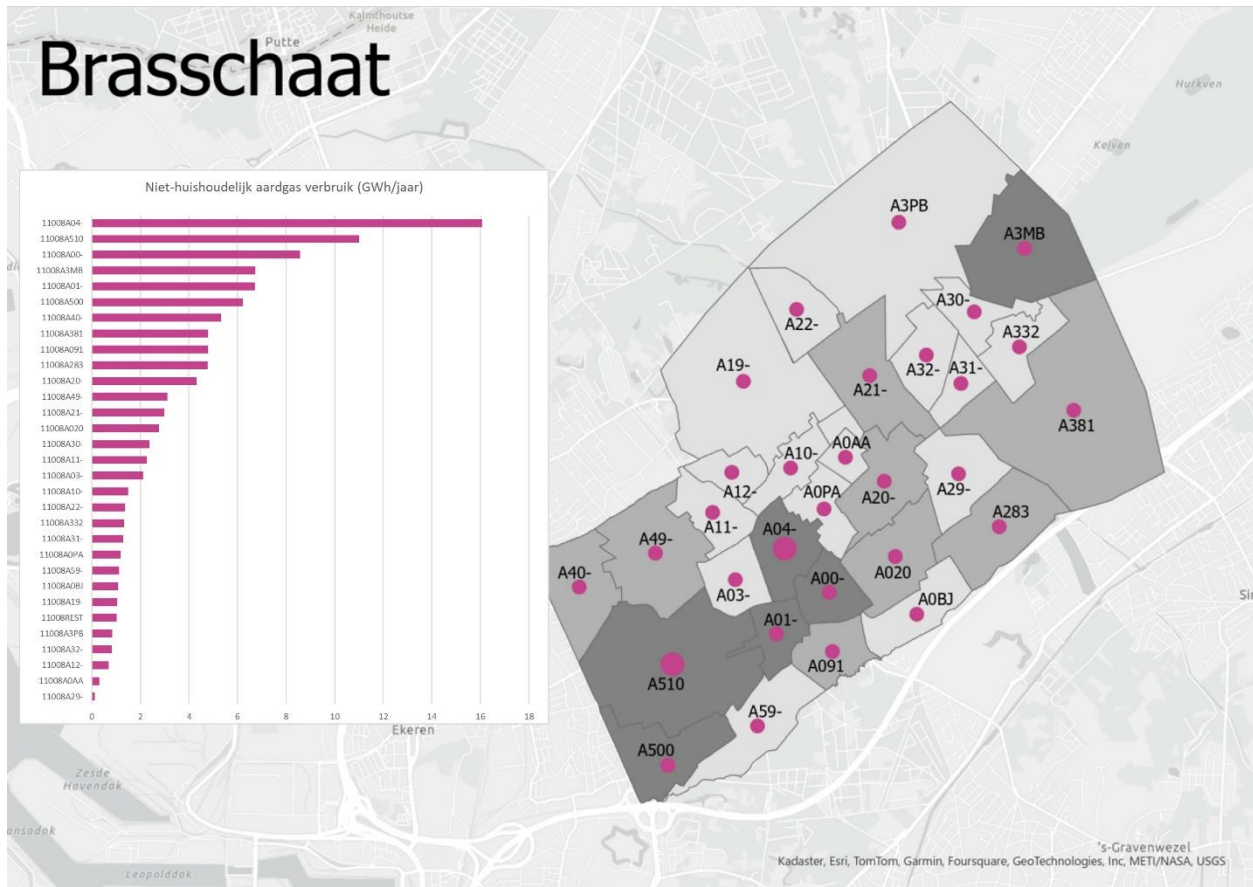 Brasschaat
Putte
Kalmthoutse
Heide
Hurkven
Keiven
Niet-huishoudelijk aardgas verbruik (GWh/jaar)
11008A04-
11008A510
11008A00-
11008A3MB
11008A01-
11008A500
11008A40-
11008A381
11008A091
11008A283
11008A20-
11008A49-
11008A21-
11008A020
11008A30-
11008A11-
11008A03-
11008A10-
11008A22-
11008A332
11008A31-
11008A0PA
11008A59-
11008A0BJ
11008A19-
11008REST
11008A3PB
11008A32-
11008A12-
11008A0AA
11008A29-
0 2 4 6 8 10 12 14 16 18
A3PB
A3MB
A30-
A22-
A332
A19-
A32-
A31-
A21-
A381
A0AA
A10-
A12-
A29-
A0PA
A20-
A283
A11-
A04-
A49-
A020
A40-
A00-
A03-
A0BJ
A01-
A091
A510
A59-
A500
Ekeren
Zesde
Havendok
ansadok
Leopolddok
Sin
's-Gravenwezel
Kadaster, Esri, TomTom, Garmin, Foursquare, GeoTechnologies, Inc, METI/NASA, USGS